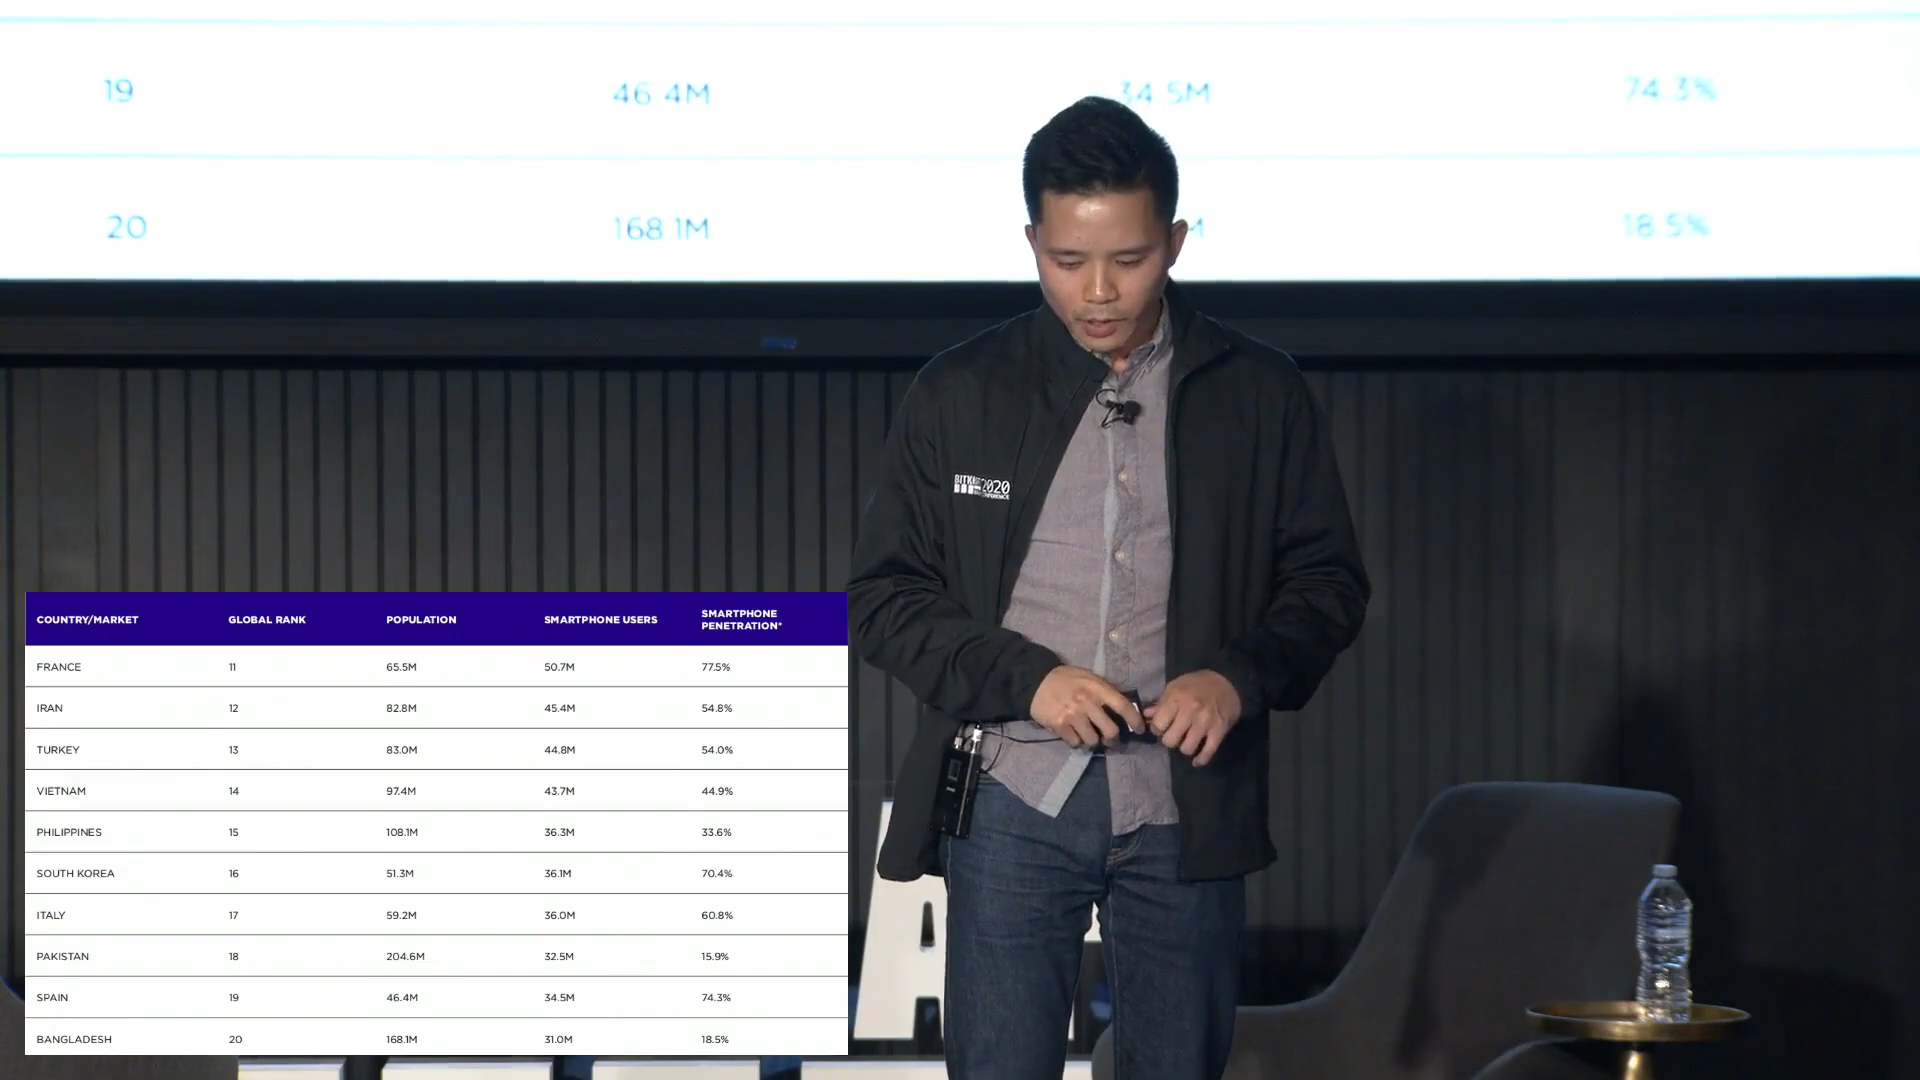 19 46.4M 34.5M 74.3%
20 168.1M M 18.5%
2020
COUNTRY/MARKET GLOBAL RANK POPULATION SMARTPHONE USERS SMARTPHONE
PENETRATION*
FRANCE 11 65.5M 50.7M 77.5%
IRAN 12 82.8M 45.4M 54.8%
TURKEY 13 83.0M 44.8M 54.0%
VIETNAM 14 97.4M 43.7M 44.9%
PHILIPPINES 15 108.1M 36.3M 33.6%
SOUTH KOREA 16 51.3M 36.1M 70.4%
ITALY 17 59.2M 36.0M 60.8%
PAKISTAN 18 204.6M 32.5M 15.9%
SPAIN 19 46.4M 34.5M 74.3%
BANGLADESH 20 168.1M 31.0M 18.5%